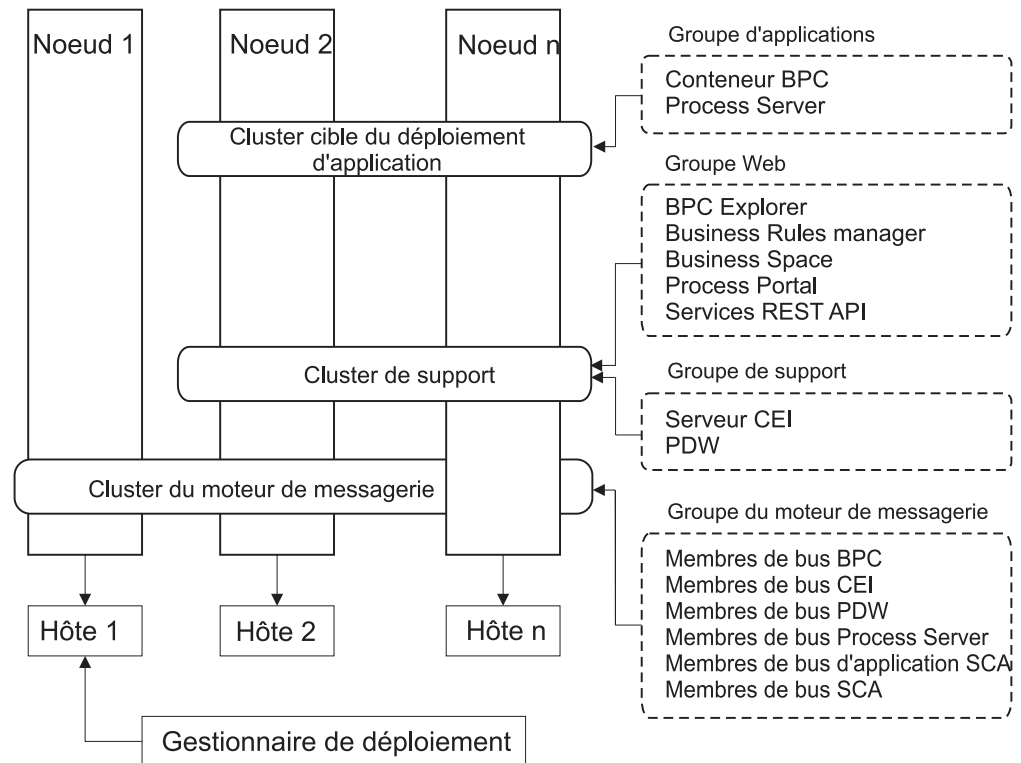 Noeud 1
Noeud 2
Noeud n
Cluster cible du déploiement
d'application
Cluster de support
Cluster du moteur de messagerie
Hôte 1
Hôte 2
Hôte n
Gestionnaire de déploiement
Groupe d'applications
Conteneur BPC
Process Server
Groupe Web
BPC Explorer
Business Rules manager
Business Space
Process Portal
Services REST API
Groupe de support
Serveur CEI
PDW
Groupe du moteur de messagerie
Membres de bus BPC
Membres de bus CEI
Membres de bus PDW
Membres de bus Process Server
Membres de bus d'application SCA
Membres de bus SCA